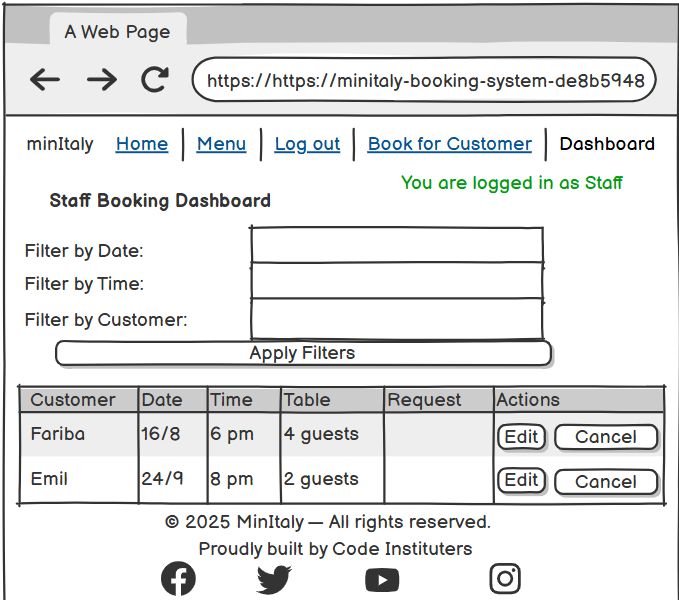 A Web Page
https://https://minitaly-booking-system-de8b5948
minItaly Home Menu Log out Book for Customer Dashboard
You are logged in as Staff
Staff Booking Dashboard
Filter by Date:
Filter by Time:
Filter by Customer:
Apply Filters
Customer Date Time Table Request Actions
Fariba 16/8 6 pm 4 guests Edit Cancel
Emil 24/9 8 pm 2 guests Edit Cancel
© 2025 MinItaly — All rights reserved.
Proudly built by Code Instituters